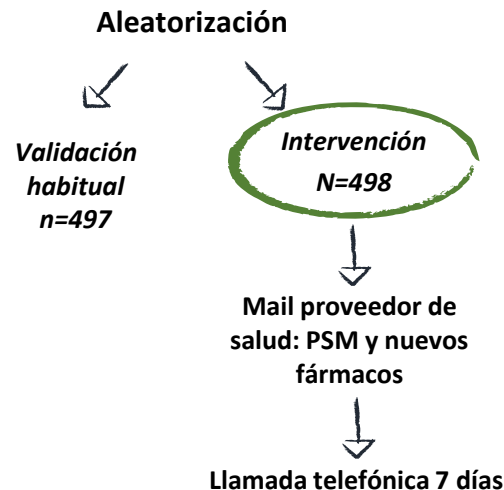 Aleatorización
Validación
habitual
n=497
Intervención
N=498
Mail proveedor de
salud: PSM y nuevos
fármacos
Llamada telefónica 7 días